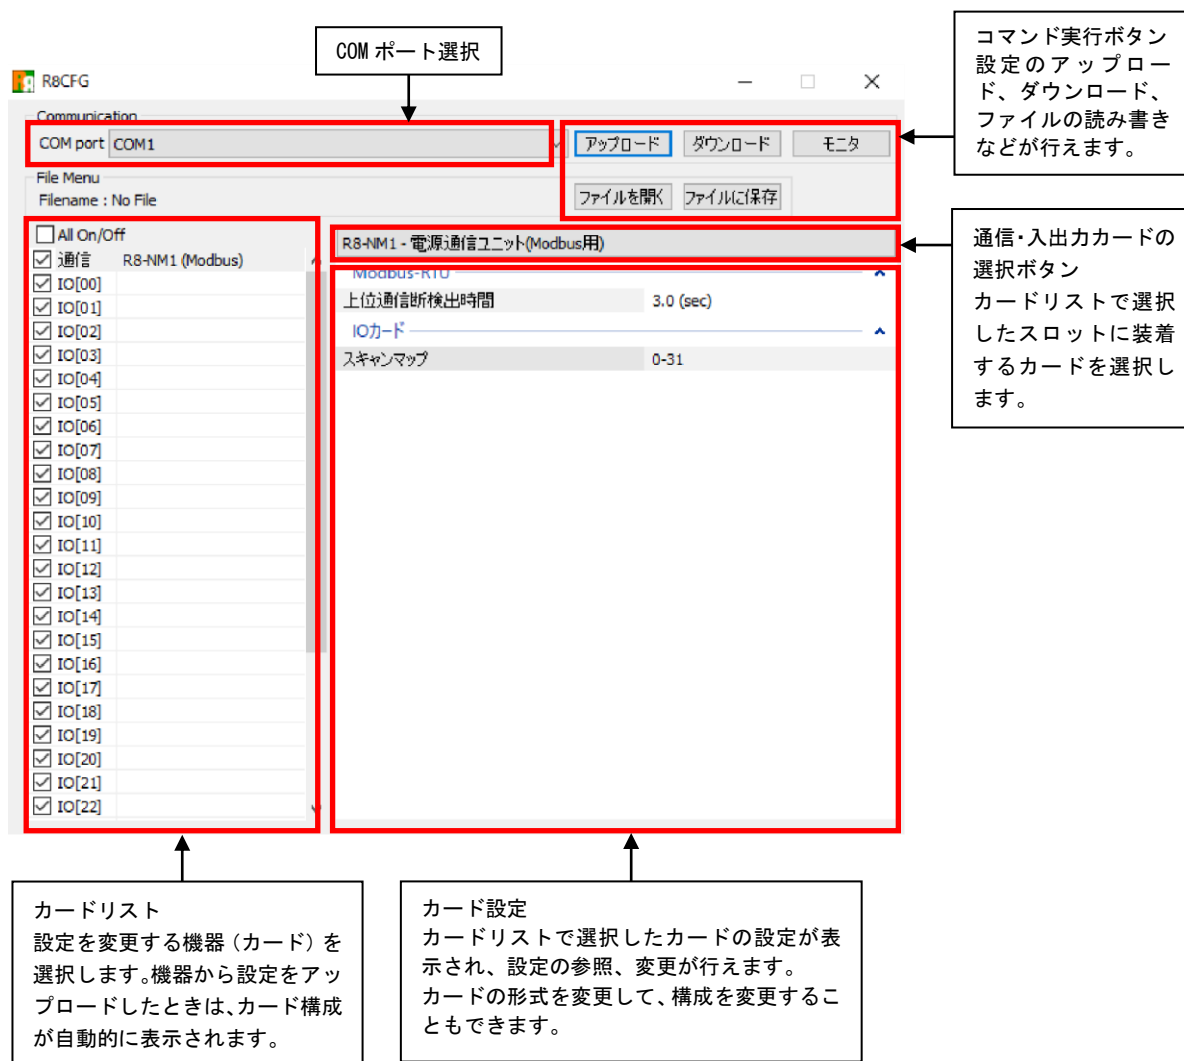 COM ポート選択
コマンド実行ボタン
設定のアップロー
ド、ダウンロード、
ファイルの読み書き
などが行えます。
R8CFG
Communication
COM port COM1
アップロード ダウンロード モニタ
File Menu
Filename : No File
ファイルを開く ファイルに保存
All On/Off
通信 R8-NM1 (Modbus)
IO[00]
IO[01]
IO[02]
IO[03]
IO[04]
IO[05]
IO[06]
IO[07]
IO[08]
IO[09]
IO[10]
IO[11]
IO[12]
IO[13]
IO[14]
IO[15]
IO[16]
IO[17]
IO[18]
IO[19]
IO[20]
IO[21]
IO[22]
R8-NM1 - 電源通信ユニット(Modbus用)
Modbus-RTU
上位通信断検出時間 3.0 (sec)
IOカード
スキャンマップ 0-31
通信・入出力カードの
選択ボタン
カードリストで選択
したスロットに装着
するカードを選択し
ます。
カードリスト
設定を変更する機器（カード）を
選択します。機器から設定をアッ
プロードしたときは、カード構成
が自動的に表示されます。
カード設定
カードリストで選択したカードの設定が表
示され、設定の参照、変更が行えます。
カードの形式を変更して、構成を変更するこ
ともできます。